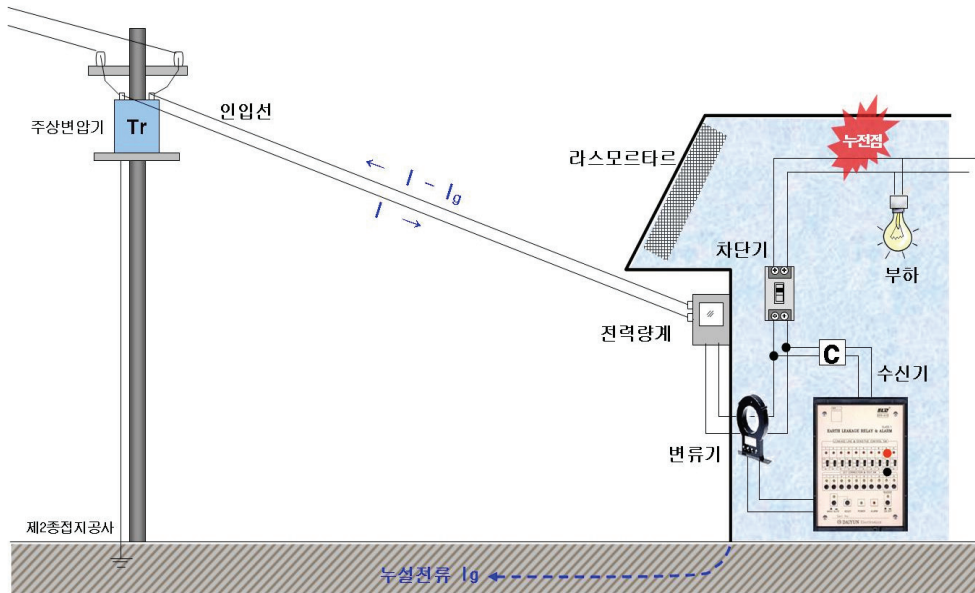 인입선
주상변압기
Tr
누전점
라스모르타르
← I - Ig
I →
차단기
부하
전력량계
C
수신기
변류기
EARTH LEAKAGE RELAY & ALARM
제2종접지공사
누설전류 Ig